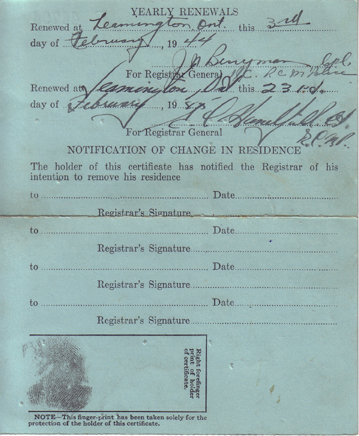 YEARLY RENEWALS
Renewed at Leamington Ont. this 3rd
day of February, 1944
J A Berryman Cpl.
For Registrar General R.C.M. Police
Renewed at Leamington, Ont this 23rd.
day of February, 19
For Registrar General
NOTIFICATION OF CHANGE IN RESIDENCE
The holder of this certificate has notified the Registrar of his
intention to remove his residence
to Date
Registrar's Signature
to Date
Registrar's Signature
to Date
Registrar's Signature
to Date
Registrar's Signature
Right forefinger
print of holder
of certificate.
NOTE—This finger-print has been taken solely for the
protection of the holder of this certificate.